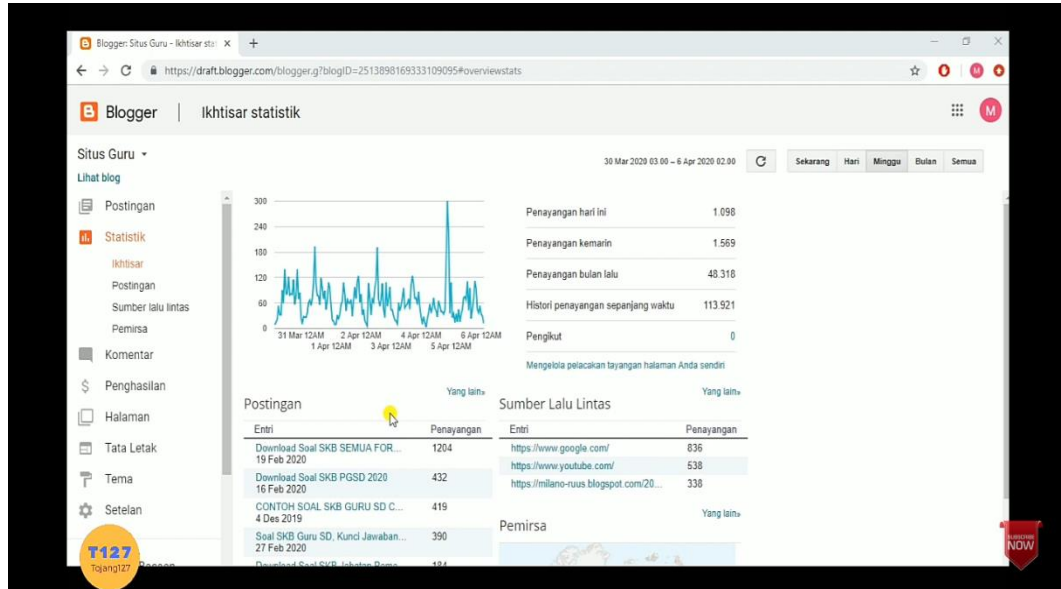 Blogger: Situs Guru - Ikhtisar sta
https://draft.blogger.com/blogger.g?blogID=2513898169333109095#overviewstats
M
Blogger | Ikhtisar statistik
M
Situs Guru
Lihat blog
30 Mar 2020 03.00 – 6 Apr 2020 02.00
Sekarang Hari Minggu Bulan Semua
Postingan
Statistik
Ikhtisar
Postingan
Sumber lalu lintas
Pemirsa
Komentar
Penghasilan
Halaman
Tata Letak
Tema
Setelan
300
240
180
120
60
0
31 Mar 12AM 2 Apr 12AM 4 Apr 12AM 6 Apr 12AM
1 Apr 12AM 3 Apr 12AM 5 Apr 12AM
Penayangan hari ini 1.098
Penayangan kemarin 1.569
Penayangan bulan lalu 48.318
Histori penayangan sepanjang waktu 113.921
Pengikut 0
Mengelola pelacakan tayangan halaman Anda sendiri
Yang lain»
Postingan
Entri Penayangan
Download Soal SKB SEMUA FOR... 1204
19 Feb 2020
Download Soal SKB PGSD 2020 432
16 Feb 2020
CONTOH SOAL SKB GURU SD C... 419
4 Des 2019
Soal SKB Guru SD, Kunci Jawaban... 390
27 Feb 2020
Download Soal SKB Jabatan 184
Yang lain»
Sumber Lalu Lintas
Entri Penayangan
https://www.google.com/ 836
https://www.youtube.com/ 538
https://milano-ruus.blogspot.com/20... 338
Yang lain»
Pemirsa
T127
Tojang127
SUBSCRIBE
NOW